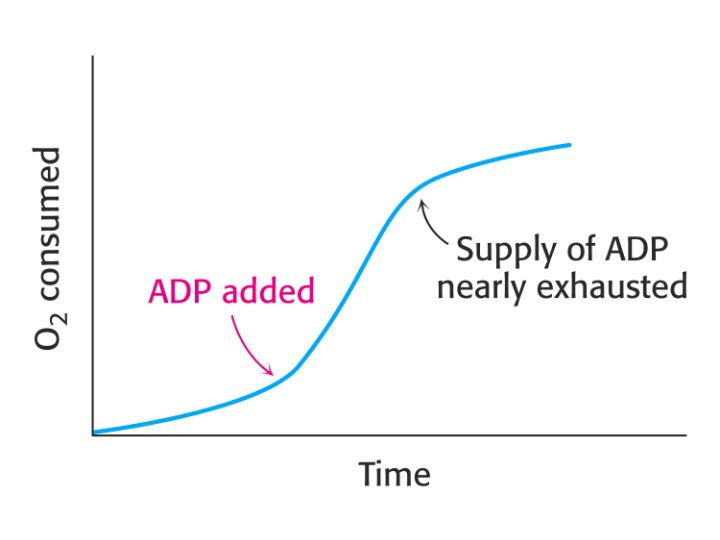 O₂ consumed
ADP added
Supply of ADP
nearly exhausted
Time